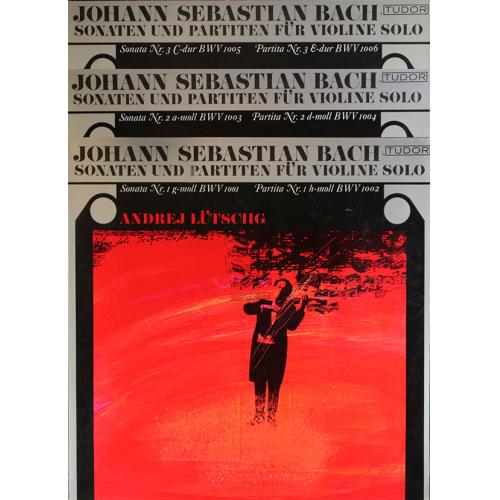 JOHANN SEBASTIAN BACH TUDOR
SONATEN UND PARTITEN FÜR VIOLINE SOLO
Sonata Nr. 3 C-dur BWV 1005 Partita Nr. 3 E-dur BWV 1006
JOHANN SEBASTIAN BACH TUDOR
SONATEN UND PARTITEN FÜR VIOLINE SOLO
Sonata Nr. 2 a-moll BWV 1003 Partita Nr. 2 d-moll BWV 1004
JOHANN SEBASTIAN BACH TUDOR
SONATEN UND PARTITEN FÜR VIOLINE SOLO
Sonata Nr. 1 g-moll BWV 1001 Partita Nr. 1 h-moll BWV 1002
ANDREJ LÜTSCHG